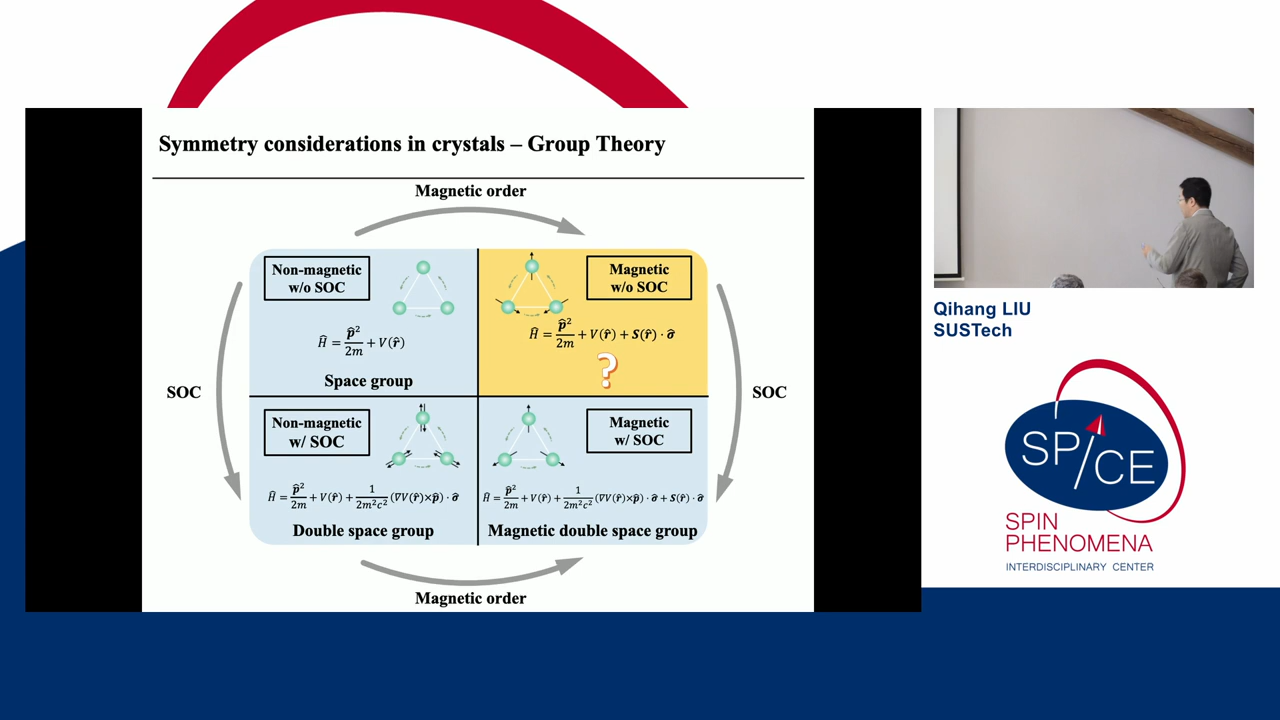 Symmetry considerations in crystals – Group Theory
Magnetic order
Non-magnetic
w/o SOC
Magnetic
w/o SOC
Ĥ = p̂²/2m + V(r̂)
Ĥ = p̂²/2m + V(r̂) + S(r̂) · σ̂
?
Space group
SOC
SOC
Non-magnetic
w/ SOC
Magnetic
w/ SOC
Ĥ = p̂²/2m + V(r̂) + 1/2m²c² (∇V(r̂)×p̂) · σ̂
Ĥ = p̂²/2m + V(r̂) + 1/2m²c² (∇V(r̂)×p̂) · σ̂ + S(r̂) · σ̂
Double space group
Magnetic double space group
Magnetic order
Qihang LIU
SUSTech
SP/CE
SPIN
PHENOMENA
INTERDISCIPLINARY CENTER